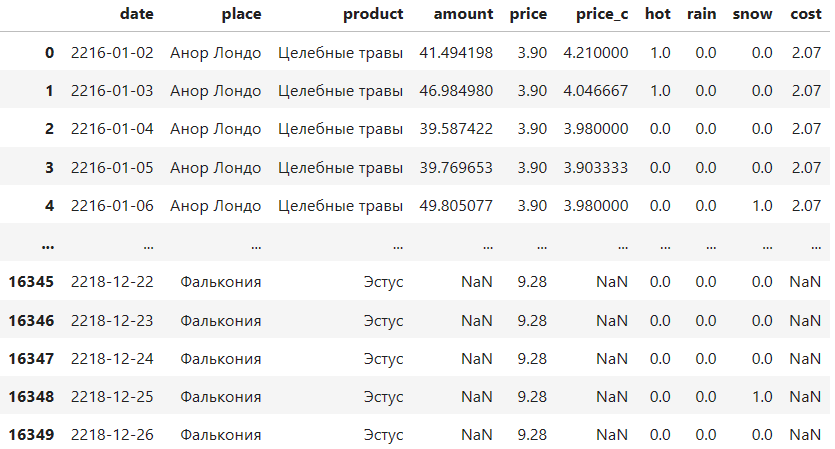 date place product amount price price_c hot rain snow cost
0 2216-01-02 Анор Лондо Целебные травы 41.494198 3.90 4.210000 1.0 0.0 0.0 2.07
1 2216-01-03 Анор Лондо Целебные травы 46.984980 3.90 4.046667 1.0 0.0 0.0 2.07
2 2216-01-04 Анор Лондо Целебные травы 39.587422 3.90 3.980000 0.0 0.0 0.0 2.07
3 2216-01-05 Анор Лондо Целебные травы 39.769653 3.90 3.903333 0.0 0.0 0.0 2.07
4 2216-01-06 Анор Лондо Целебные травы 49.805077 3.90 3.980000 0.0 0.0 1.0 2.07
... ... ... ... ... ... ... ... ... ... ...
16345 2218-12-22 Фалькония Эстус NaN 9.28 NaN 0.0 0.0 0.0 NaN
16346 2218-12-23 Фалькония Эстус NaN 9.28 NaN 0.0 0.0 0.0 NaN
16347 2218-12-24 Фалькония Эстус NaN 9.28 NaN 0.0 0.0 0.0 NaN
16348 2218-12-25 Фалькония Эстус NaN 9.28 NaN 0.0 0.0 1.0 NaN
16349 2218-12-26 Фалькония Эстус NaN 9.28 NaN 0.0 0.0 0.0 NaN